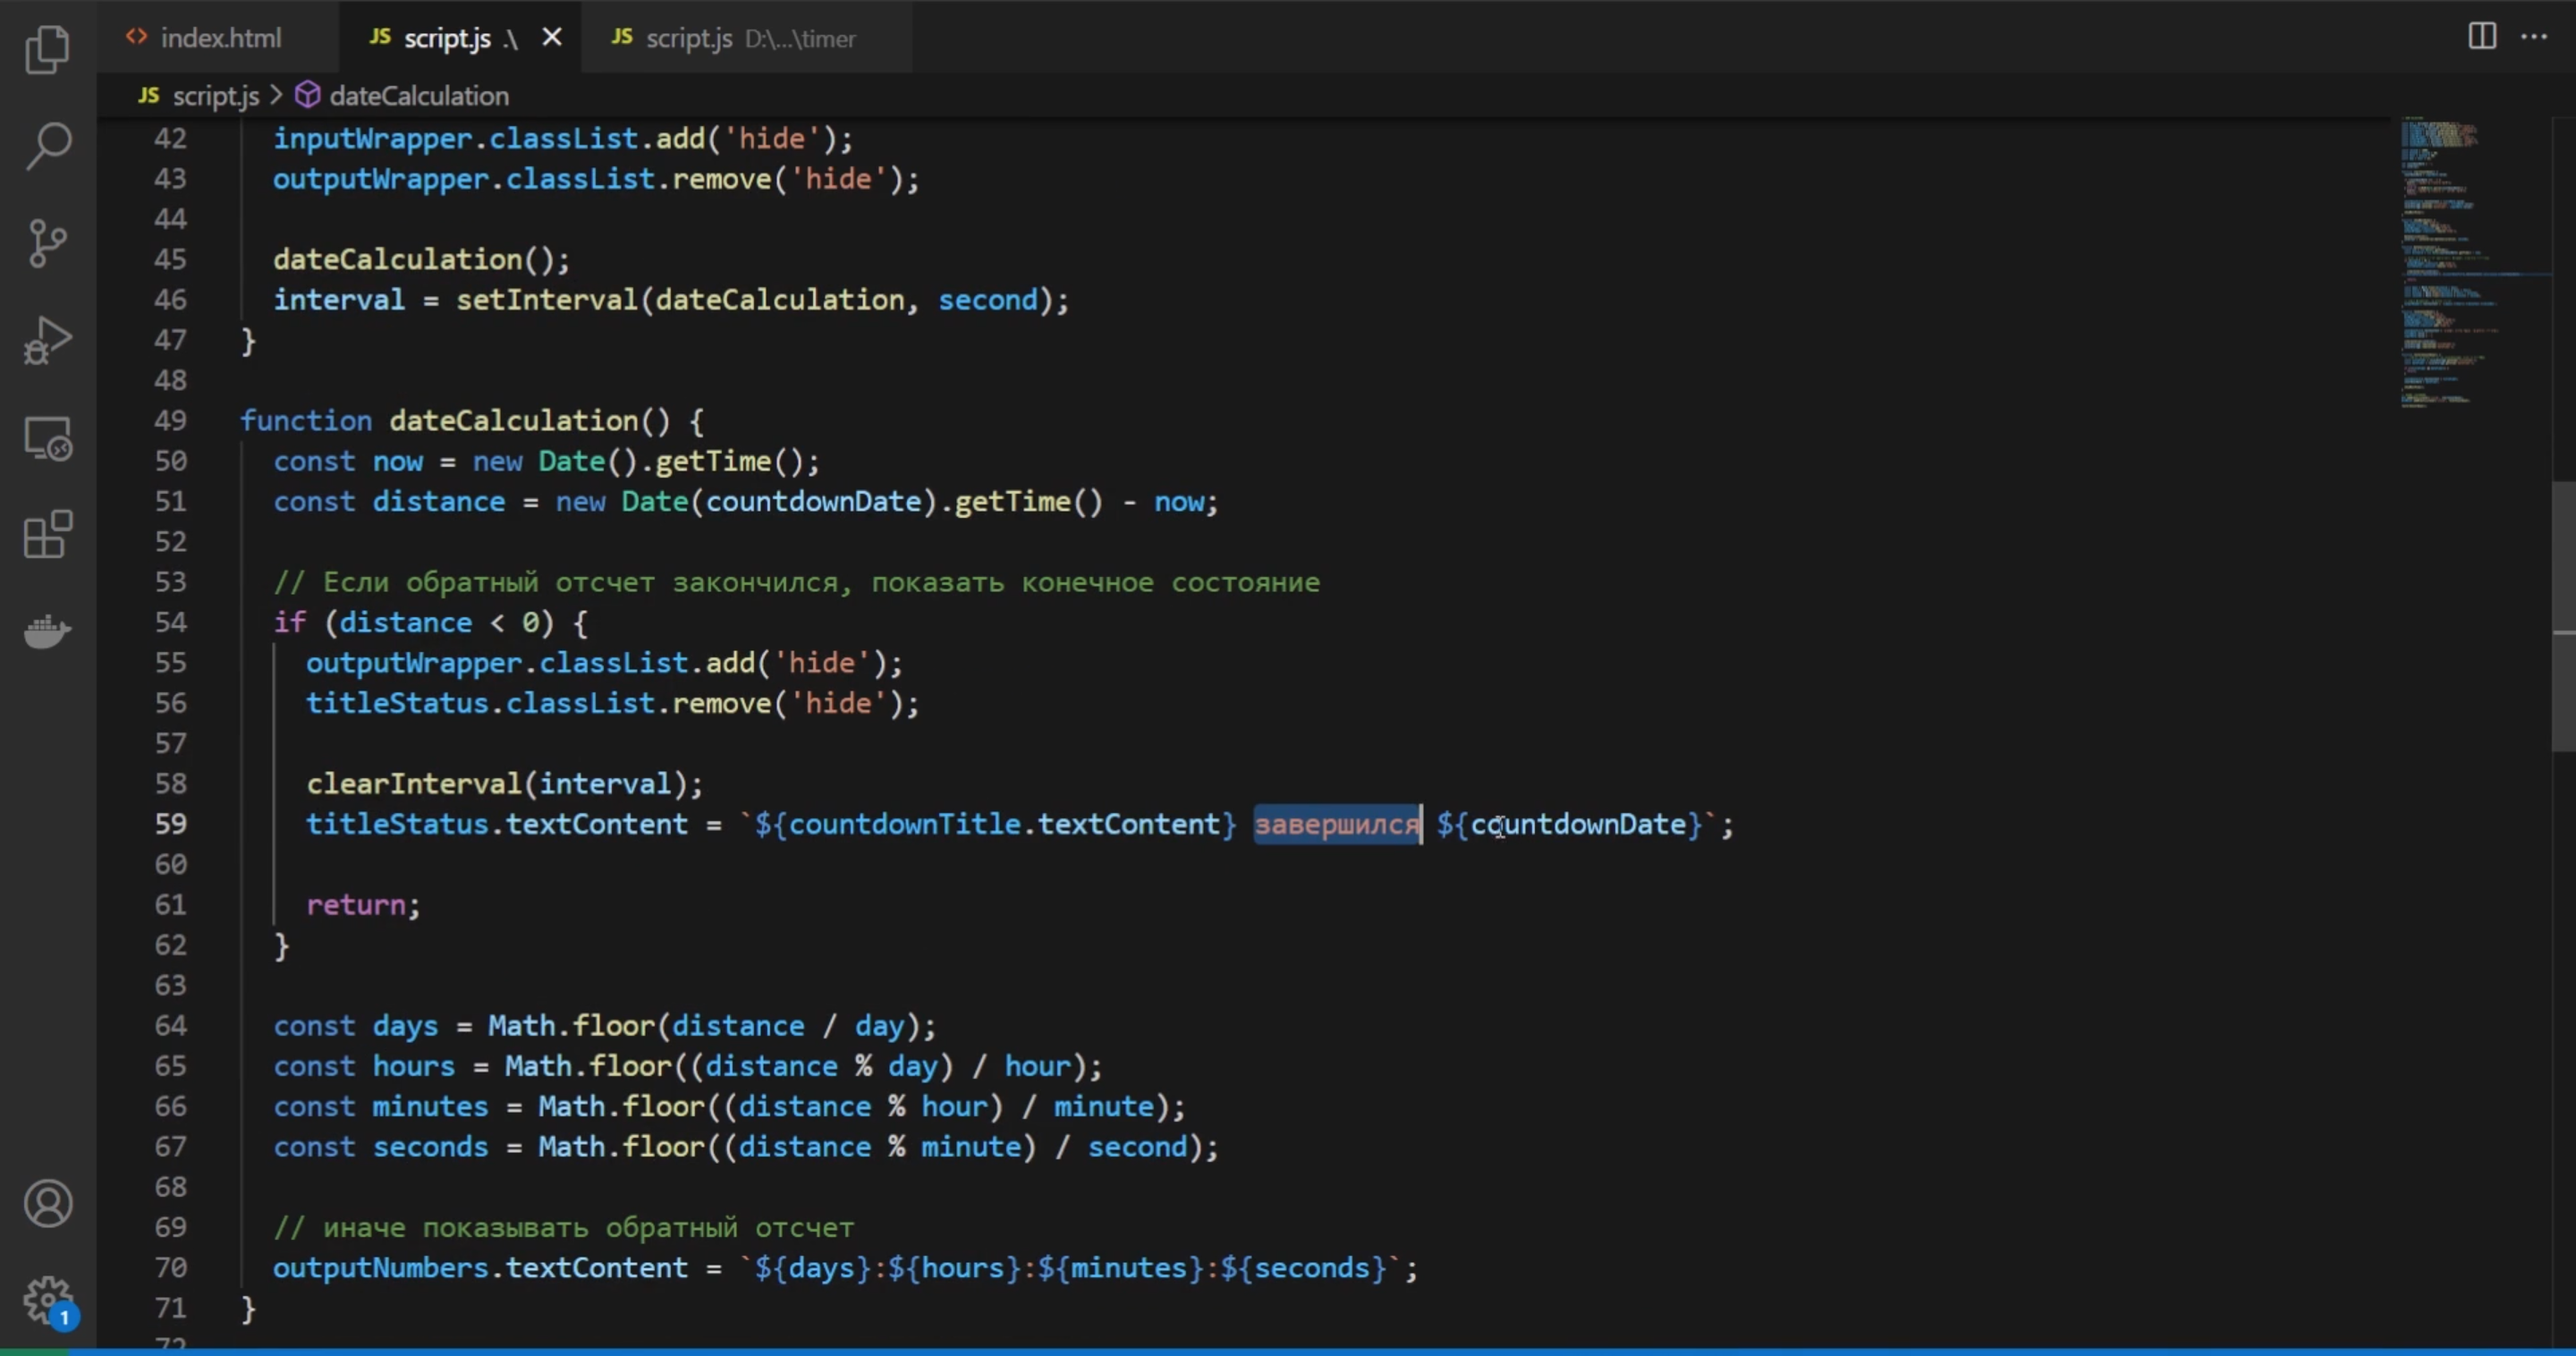 index.html
script.js .\
script.js D:\...\timer
script.js > dateCalculation
42 inputWrapper.classList.add('hide');
43 outputWrapper.classList.remove('hide');
44
45 dateCalculation();
46 interval = setInterval(dateCalculation, second);
47 }
48
49 function dateCalculation() {
50 const now = new Date().getTime();
51 const distance = new Date(countdownDate).getTime() - now;
52
53 // Если обратный отсчет закончился, показать конечное состояние
54 if (distance < 0) {
55 outputWrapper.classList.add('hide');
56 titleStatus.classList.remove('hide');
57
58 clearInterval(interval);
59 titleStatus.textContent = `${countdownTitle.textContent} завершился ${countdownDate}`;
60
61 return;
62 }
63
64 const days = Math.floor(distance / day);
65 const hours = Math.floor((distance % day) / hour);
66 const minutes = Math.floor((distance % hour) / minute);
67 const seconds = Math.floor((distance % minute) / second);
68
69 // иначе показывать обратный отсчет
70 outputNumbers.textContent = `${days}:${hours}:${minutes}:${seconds}`;
71 }
72
1